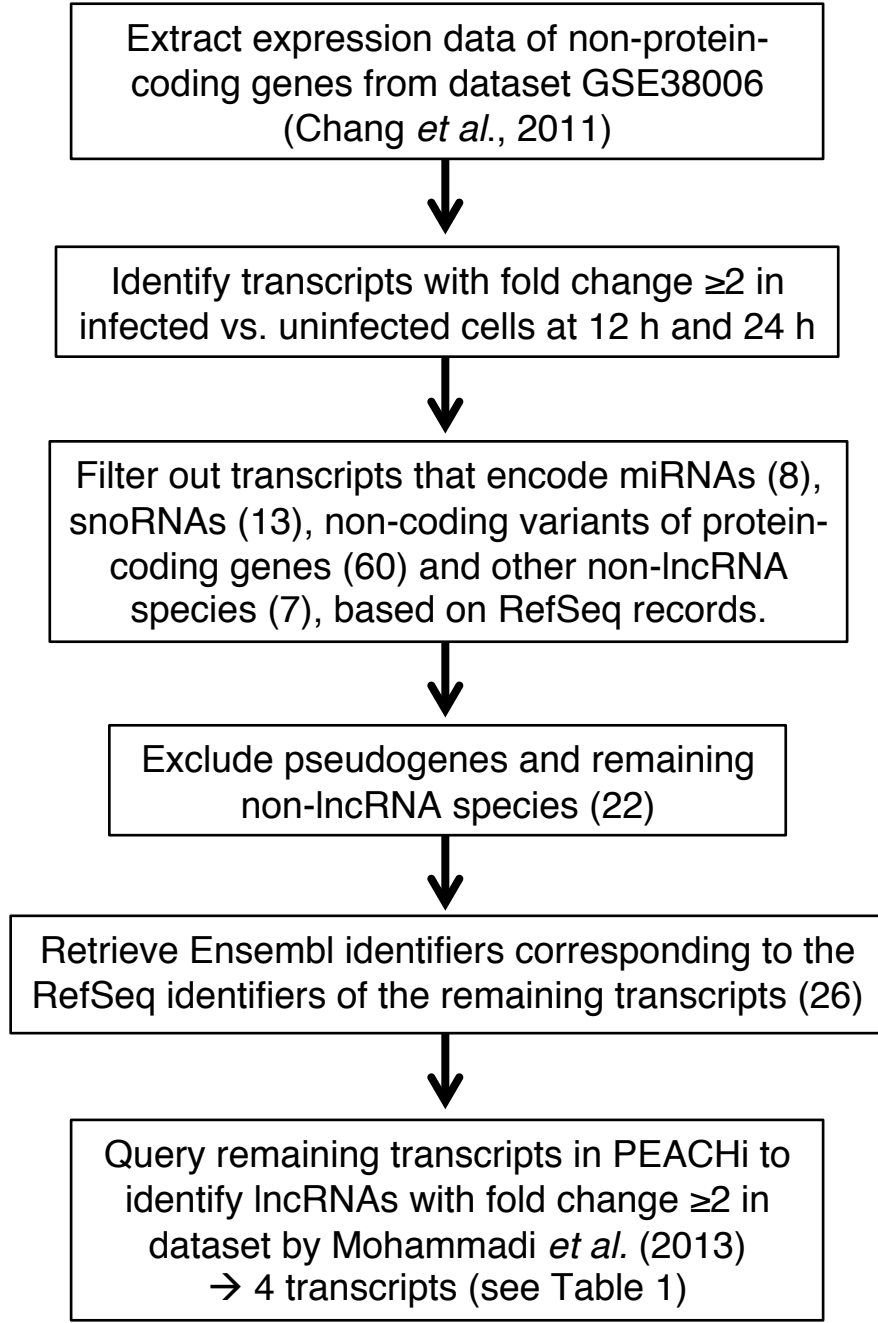 Extract expression data of non-protein-
coding genes from dataset GSE38006
(Chang et al., 2011)
Identify transcripts with fold change ≥2 in
infected vs. uninfected cells at 12 h and 24 h
Filter out transcripts that encode miRNAs (8),
snoRNAs (13), non-coding variants of protein-
coding genes (60) and other non-lncRNA
species (7), based on RefSeq records.
Exclude pseudogenes and remaining
non-lncRNA species (22)
Retrieve Ensembl identifiers corresponding to the
RefSeq identifiers of the remaining transcripts (26)
Query remaining transcripts in PEACHi to
identify lncRNAs with fold change ≥2 in
dataset by Mohammadi et al. (2013)
→ 4 transcripts (see Table 1)